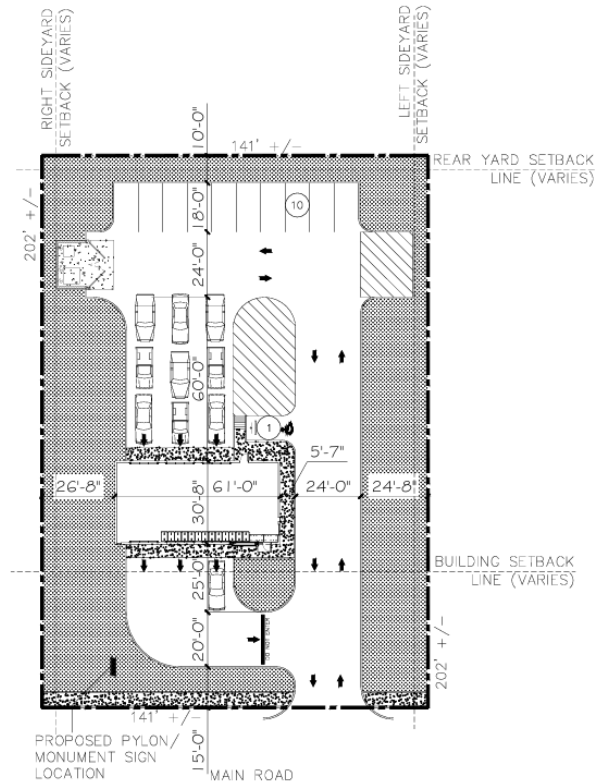 RIGHT SIDEYARD
SETBACK (VARIES)
LEFT SIDEYARD
SETBACK (VARIES)
10'-0"
141' +/-
REAR YARD SETBACK
LINE (VARIES)
18'-0"
10
202' +/-
24'-0"
60'-0"
1
5'-7"
26'-8"
61'-0"
24'-0"
24'-8"
30'-8"
BUILDING SETBACK
LINE (VARIES)
25'-0"
20'-0"
DO NOT ENTER
202' +/-
141' +/-
15'-0"
PROPOSED PYLON/
MONUMENT SIGN
LOCATION
MAIN ROAD